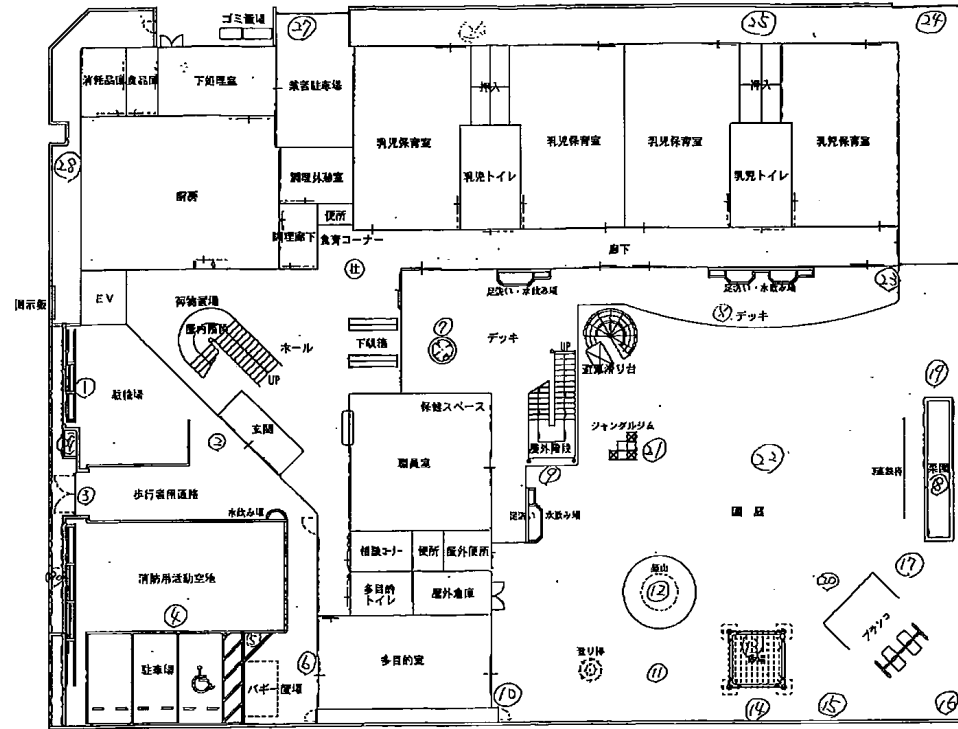 ゴミ置場
㉗
㉖
㉕
㉔
消耗品庫
食品庫
下処理室
業者駐車場
押入
押入
乳児保育室
乳児保育室
乳児保育室
乳児保育室
㉘
乳児トイレ
乳児トイレ
調理休憩室
厨房
便所
調理廊下
食育コーナー
廊下
掲示板
EV
荷物置場
足洗い・水飲み場
足洗い・水飲み場
㉓
デッキ
屋内階段
ホール
下駄箱
⑦
デッキ
UP
UP
①
駐輪場
⑲
保健スペース
ジャングルジム
玄関
②
職員室
屋外階段
㉑
㉒
菜園
⑧
⑨
③
歩行者用通路
水飲み場
足洗い・水飲み場
園庭
相談コーナー
便所
屋外便所
消防用活動空地
多目的
トイレ
屋外倉庫
築山
⑫
⑳
⑰
④
ブランコ
⑤
⑬
駐車場
⑥
多目的室
登り棒
⑪
バギー置場
⑩
⑭
⑮
⑯